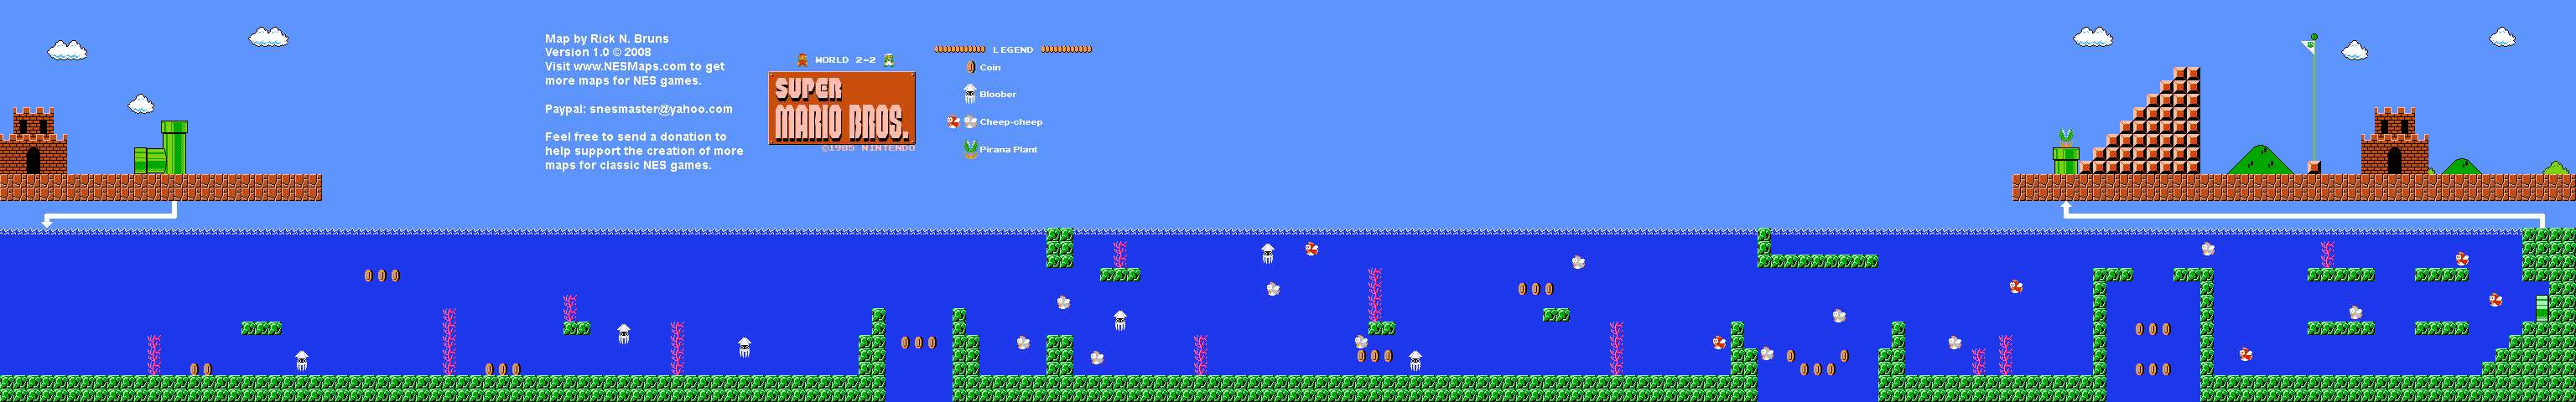 Map by Rick N. Bruns
Version 1.0 © 2008
Visit www.NESMaps.com to get
more maps for NES games.
Paypal: snesmaster@yahoo.com
Feel free to send a donation to
help support the creation of more
maps for classic NES games.
WORLD 2-2
SUPER
MARIO BROS.
©1985 NINTENDO
LEGEND
Coin
Bloober
Cheep-cheep
Pirana Plant